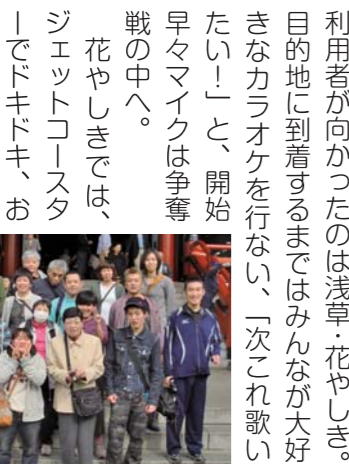 利用者が向かったのは浅草・花やしき。
目的地に到着するまではみんなが大好
きなカラオケを行ない、「次これ歌い
たい！」と、開始
早々マイクは争奪
戦の中へ。
花やしきでは、
ジェットコースタ
ーでドキドキ、お